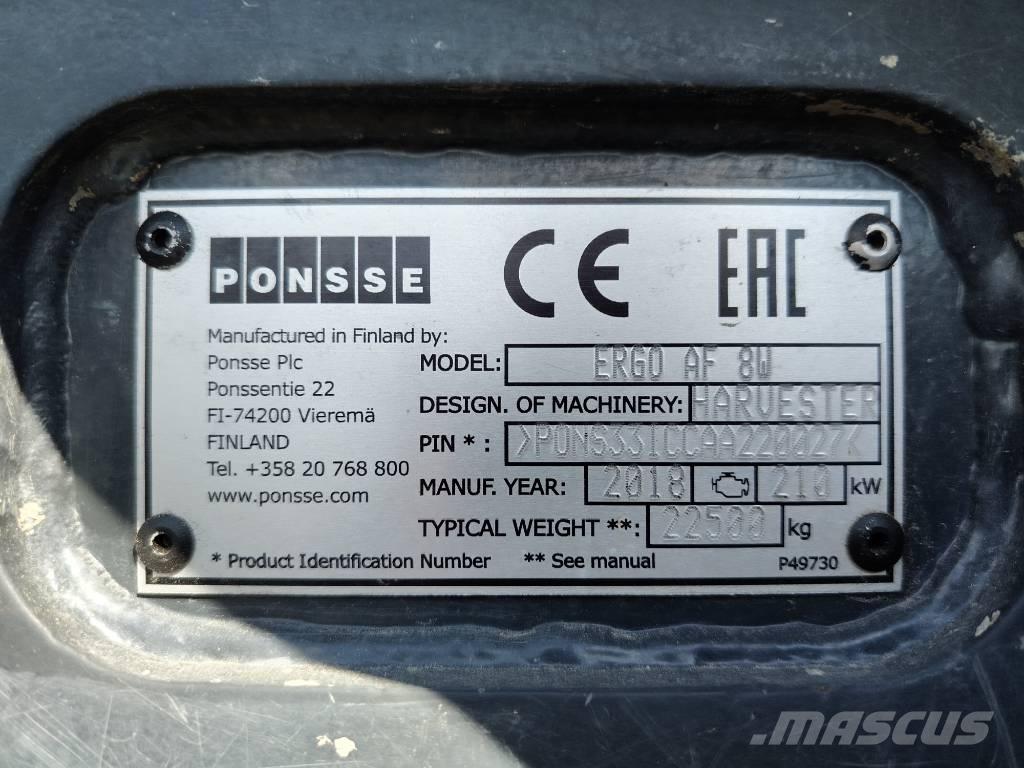 PONSSE
CE
EAC
Manufactured in Finland by:
Ponsse Plc
Ponssentie 22
FI-74200 Vieremä
FINLAND
Tel. +358 20 768 800
www.ponsse.com
MODEL: ERGO AF 8W
DESIGN. OF MACHINERY: HARVESTER
PIN * :
MANUF. YEAR: 2018 210 kW
TYPICAL WEIGHT **: 22500 kg
* Product Identification Number ** See manual P49730
MASCUS